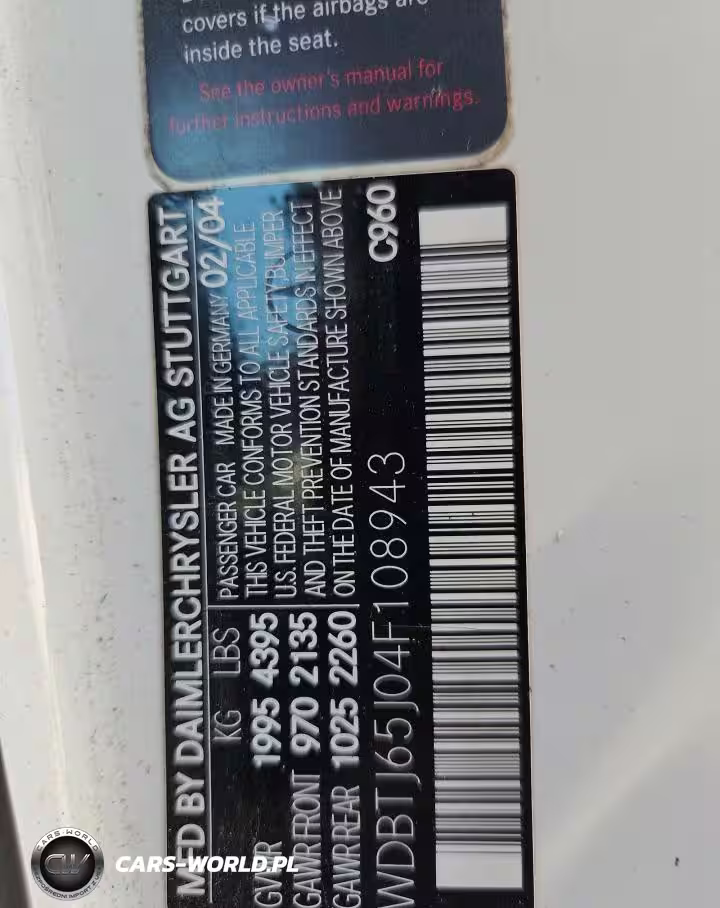 covers if the airbags are
inside the seat.
See the owner's manual for
further instructions and warnings.
MFD BY DAIMLERCHRYSLER AG STUTTGART
KG LBS PASSENGER CAR MADE IN GERMANY 02/04
GVWR 1995 4395 THIS VEHICLE CONFORMS TO ALL APPLICABLE
U.S. FEDERAL MOTOR VEHICLE SAFETY,BUMPER
GAWR FRONT 970 2135 AND THEFT PREVENTION STANDARDS IN EFFECT
GAWR REAR 1025 2260 ON THE DATE OF MANUFACTURE SHOWN ABOVE
WDBTJ65J04F108943 C960
CARS-WORLD
CW
CARS-WORLD.PL